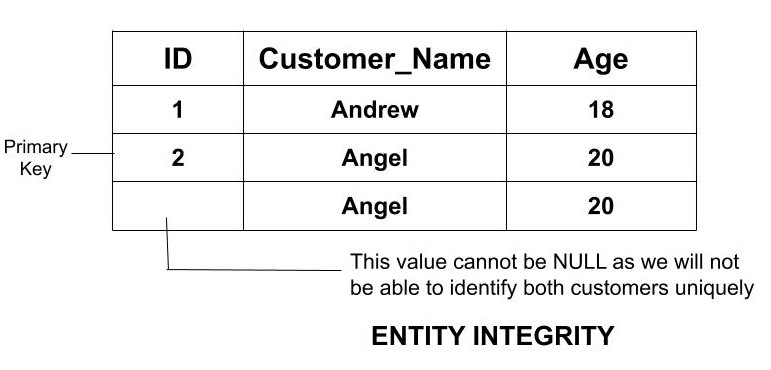 ID Customer_Name Age
1 Andrew 18
Primary
Key
2 Angel 20
Angel 20
This value cannot be NULL as we will not
be able to identify both customers uniquely
ENTITY INTEGRITY